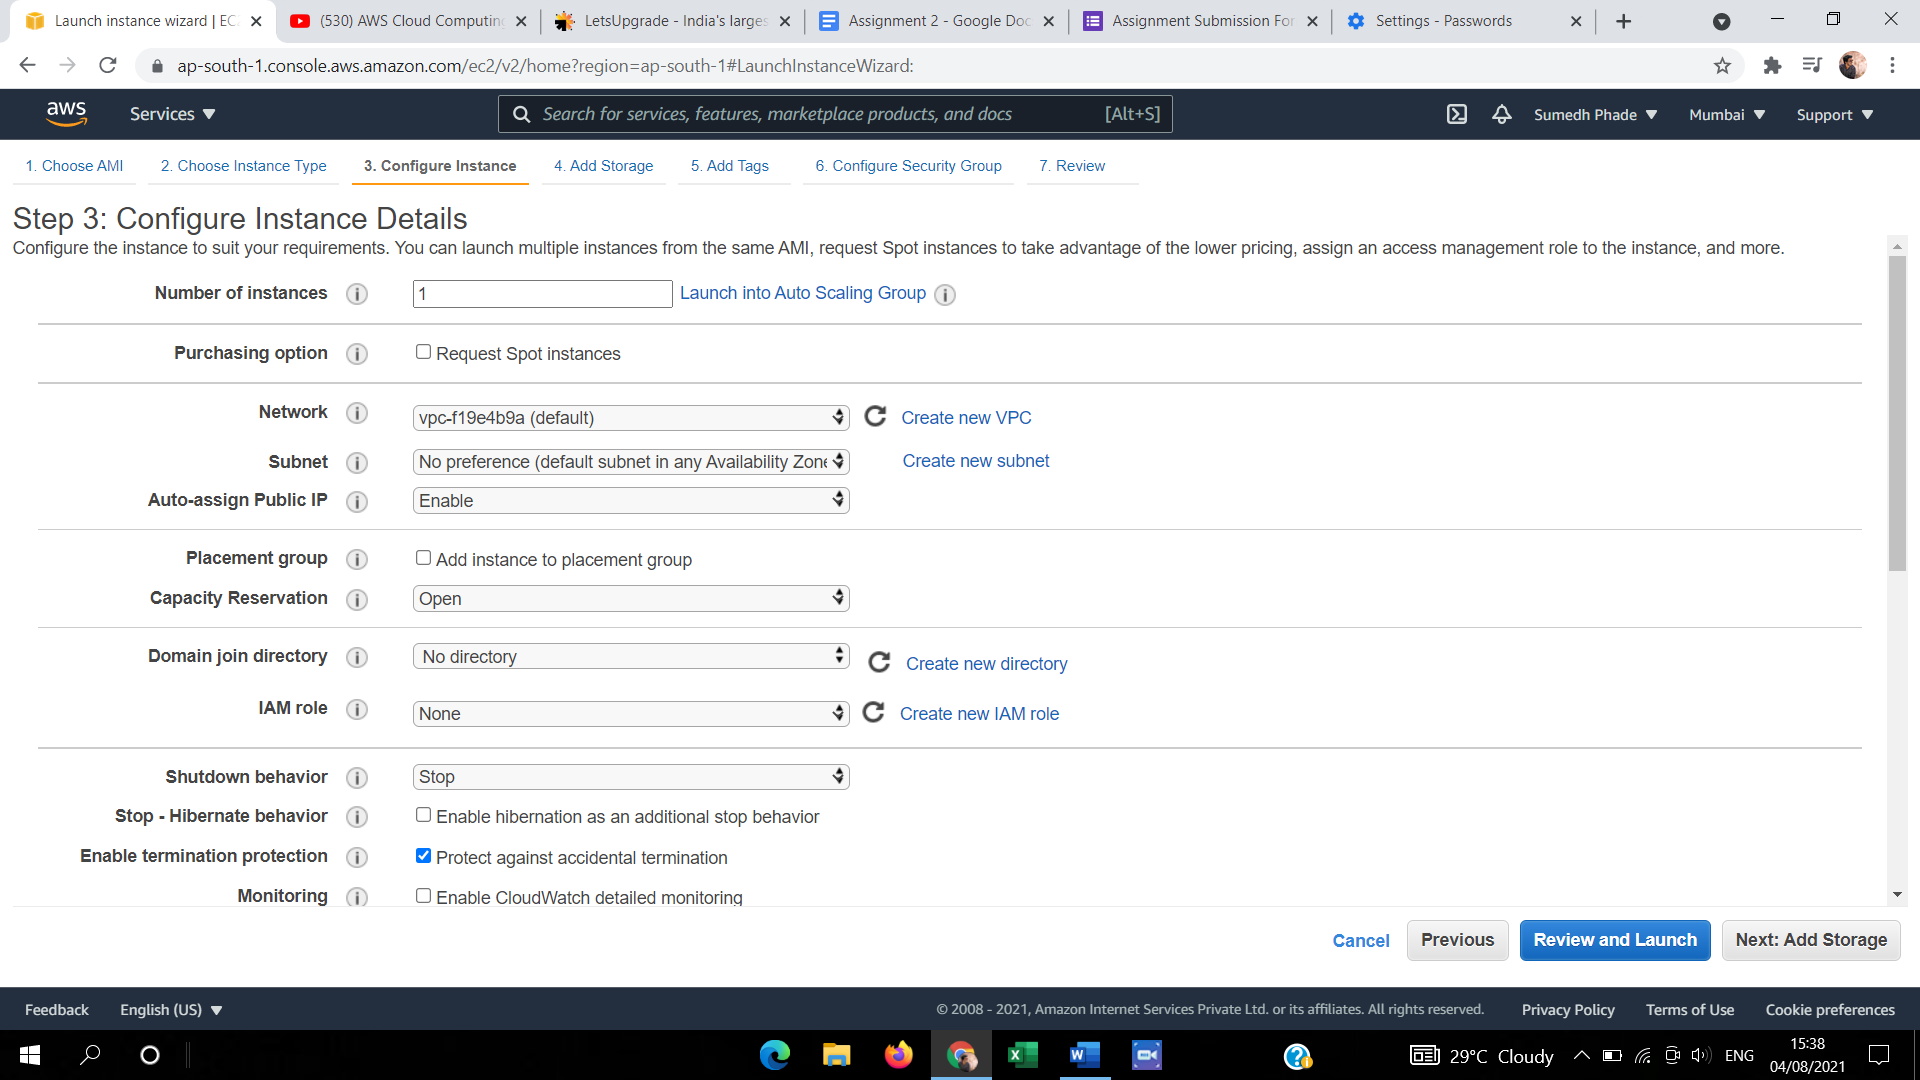 Launch instance wizard | EC2
(530) AWS Cloud Computing
LetsUpgrade - India's larges
Assignment 2 - Google Doc
Assignment Submission For
Settings - Passwords
ap-south-1.console.aws.amazon.com/ec2/v2/home?region=ap-south-1#LaunchInstanceWizard:
aws
Services
Search for services, features, marketplace products, and docs [Alt+S]
Sumedh Phade
Mumbai
Support
1. Choose AMI
2. Choose Instance Type
3. Configure Instance
4. Add Storage
5. Add Tags
6. Configure Security Group
7. Review
Step 3: Configure Instance Details
Configure the instance to suit your requirements. You can launch multiple instances from the same AMI, request Spot instances to take advantage of the lower pricing, assign an access management role to the instance, and more.
Number of instances 1 Launch into Auto Scaling Group
Purchasing option Request Spot instances
Network vpc-f19e4b9a (default) Create new VPC
Subnet No preference (default subnet in any Availability Zone Create new subnet
Auto-assign Public IP Enable
Placement group Add instance to placement group
Capacity Reservation Open
Domain join directory No directory Create new directory
IAM role None Create new IAM role
Shutdown behavior Stop
Stop - Hibernate behavior Enable hibernation as an additional stop behavior
Enable termination protection Protect against accidental termination
Monitoring Enable CloudWatch detailed monitoring
Cancel Previous Review and Launch Next: Add Storage
Feedback English (US) © 2008 - 2021, Amazon Internet Services Private Ltd. or its affiliates. All rights reserved. Privacy Policy Terms of Use Cookie preferences
29°C Cloudy ENG
15:38
04/08/2021